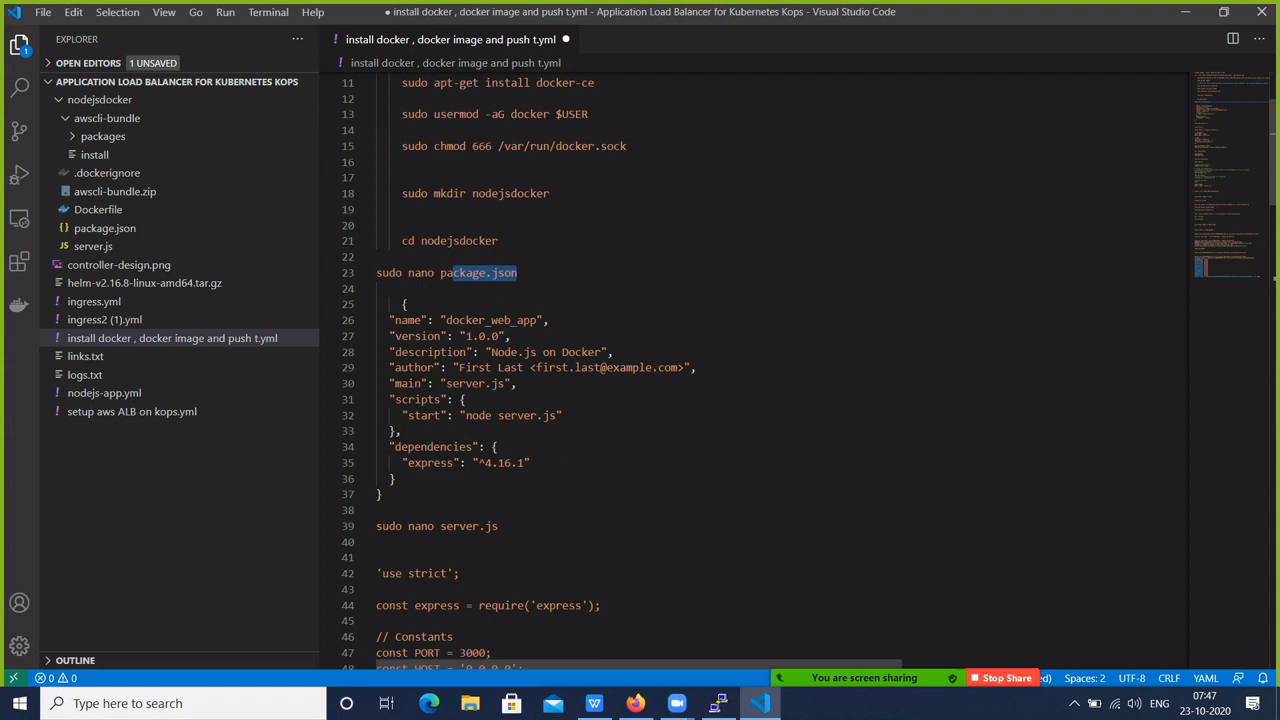 File Edit Selection View Go Run Terminal Help
● install docker , docker image and push t.yml - Application Load Balancer for Kubernetes Kops - Visual Studio Code
EXPLORER
OPEN EDITORS 1 UNSAVED
APPLICATION LOAD BALANCER FOR KUBERNETES KOPS
nodejsdocker
awscli-bundle
packages
install
.dockerignore
awscli-bundle.zip
Dockerfile
package.json
server.js
controller-design.png
helm-v2.16.8-linux-amd64.tar.gz
ingress.yml
ingress2 (1).yml
install docker , docker image and push t.yml
links.txt
logs.txt
nodejs-app.yml
setup aws ALB on kops.yml
OUTLINE
install docker , docker image and push t.yml
install docker , docker image and push t.yml
11 sudo apt-get install docker-ce
12
13 sudo usermod -aG docker $USER
14
15 sudo chmod 666 /var/run/docker.sock
16
17
18 sudo mkdir nodejsdocker
19
20
21 cd nodejsdocker
22
23 sudo nano package.json
24
25 {
26 "name": "docker_web_app",
27 "version": "1.0.0",
28 "description": "Node.js on Docker",
29 "author": "First Last <first.last@example.com>",
30 "main": "server.js",
31 "scripts": {
32 "start": "node server.js"
33 },
34 "dependencies": {
35 "express": "^4.16.1"
36 }
37 }
38
39 sudo nano server.js
40
41
42 'use strict';
43
44 const express = require('express');
45
46 // Constants
47 const PORT = 3000;
48 const HOST = '0.0.0.0';
0 0
You are screen sharing
Stop Share
Spaces: 2 UTF-8 CRLF YAML
Type here to search
ENG
07:47
23-10-2020